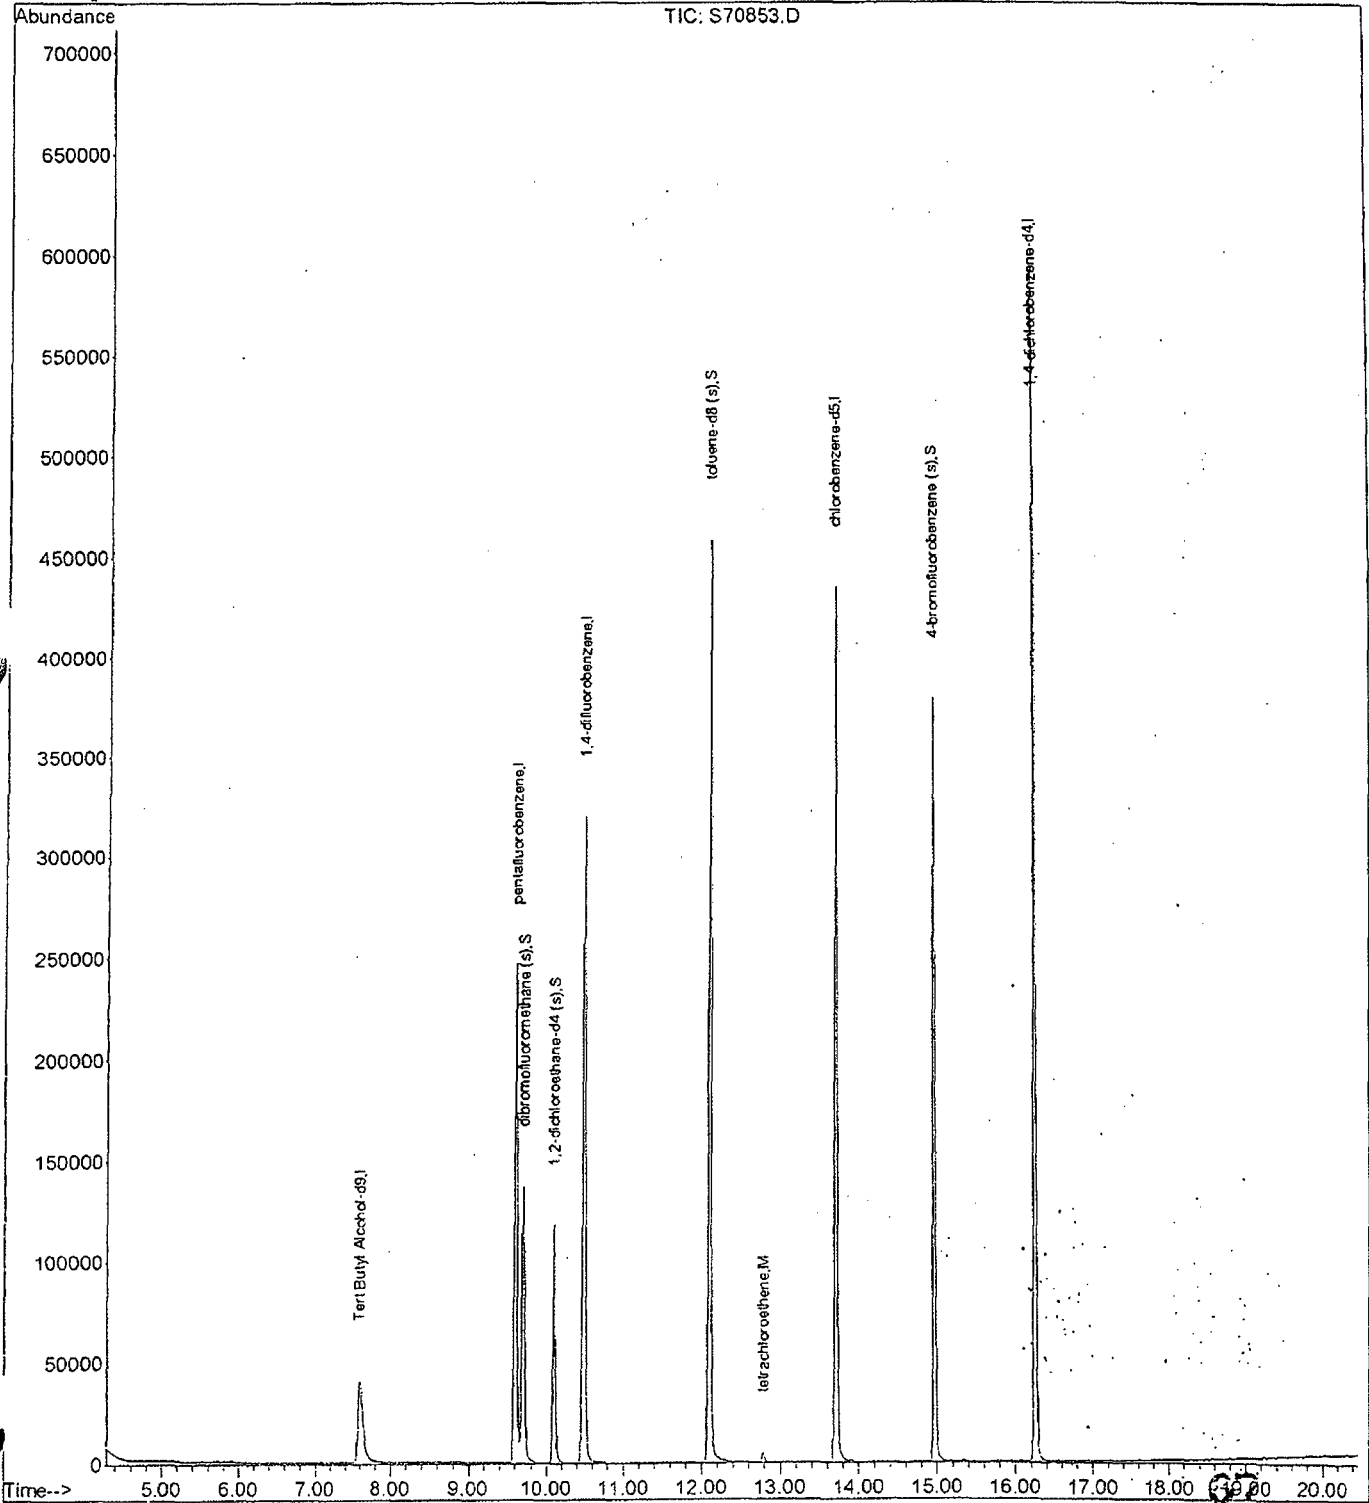 Abundance
TIC: S70853.D
700000
650000
600000
550000
500000
450000
400000
350000
300000
250000
200000
150000
100000
50000
0
Tert Butyl Alcohol-d9,I
pentafluorobenzene,I
dibromofluoromethane (s),S
1,2-dichloroethane-d4 (s),S
1,4-difluorobenzene,I
toluene-d8 (s),S
tetrachloroethene,M
chlorobenzene-d5,I
4-bromofluorobenzene (s),S
1,4-dichlorobenzene-d4,I
Time-->
5.00 6.00 7.00 8.00 9.00 10.00 11.00 12.00 13.00 14.00 15.00 16.00 17.00 18.00 19.00 20.00